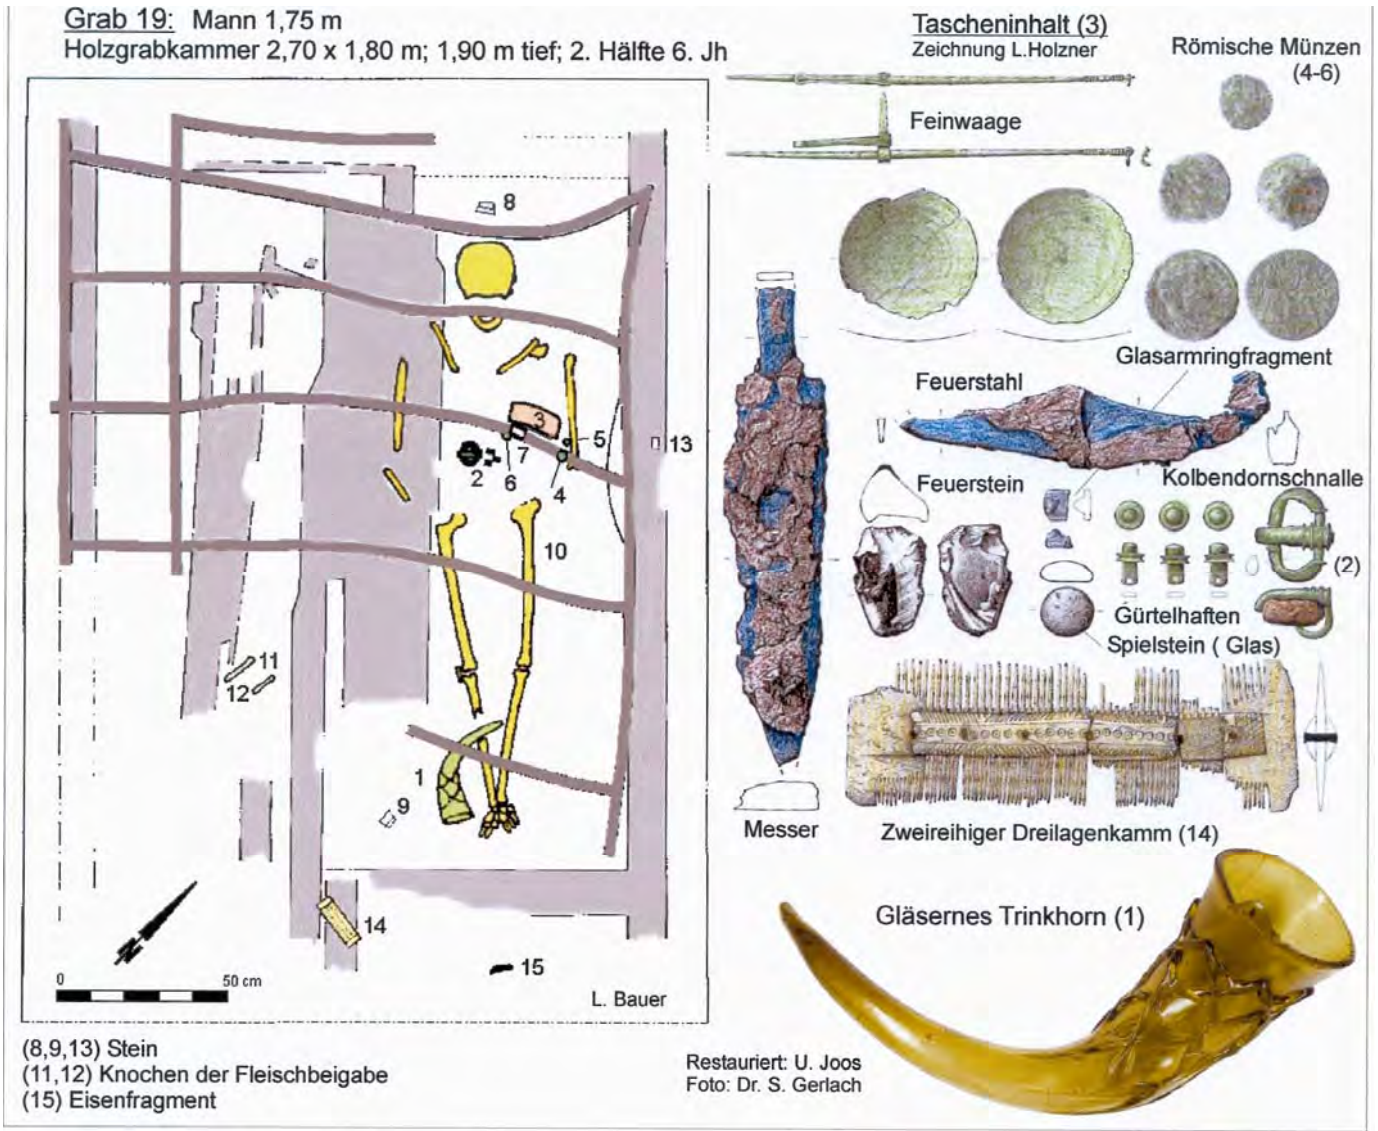 Grab 19: Mann 1,75 m
Holzgrabkammer 2,70 x 1,80 m; 1,90 m tief; 2. Hälfte 6. Jh
8
3
5
13
2
6
7
4
10
11
12
1
9
14
15
N
0 50 cm
L. Bauer
(8,9,13) Stein
(11,12) Knochen der Fleischbeigabe
(15) Eisenfragment
Tascheninhalt (3)
Zeichnung L.Holzner
Römische Münzen
(4-6)
Feinwaage
Glasarmringfragment
Feuerstahl
Feuerstein
Kolbendornschnalle
(2)
Gürtelhaften
Spielstein ( Glas)
Messer
Zweireihiger Dreilagenkamm (14)
Gläsernes Trinkhorn (1)
Restauriert: U. Joos
Foto: Dr. S. Gerlach